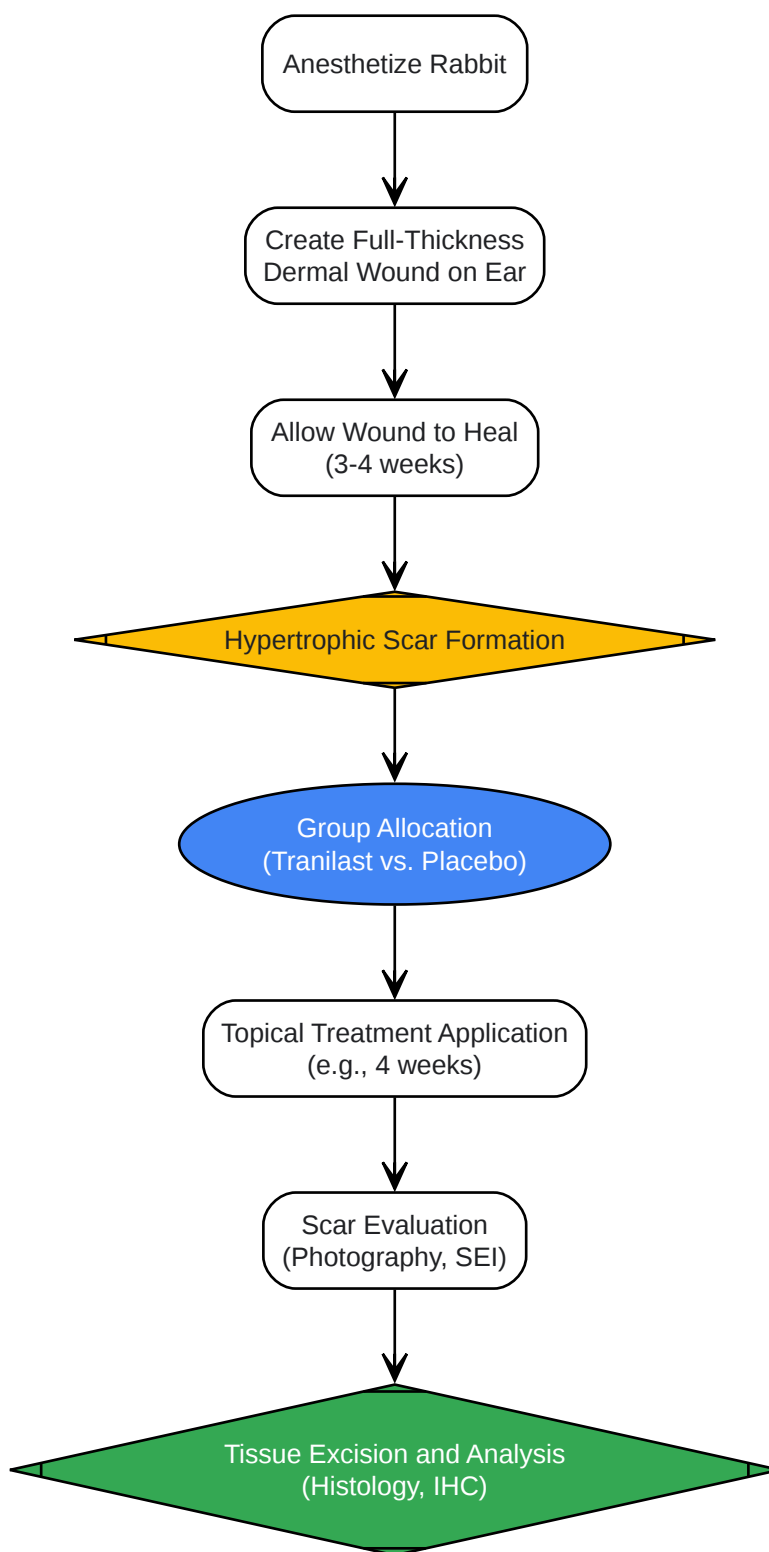 Anesthetize Rabbit
Create Full-Thickness
Dermal Wound on Ear
Allow Wound to Heal
(3-4 weeks)
Hypertrophic Scar Formation
Group Allocation
(Tranilast vs. Placebo)
Topical Treatment Application
(e.g., 4 weeks)
Scar Evaluation
(Photography, SEI)
Tissue Excision and Analysis
(Histology, IHC)